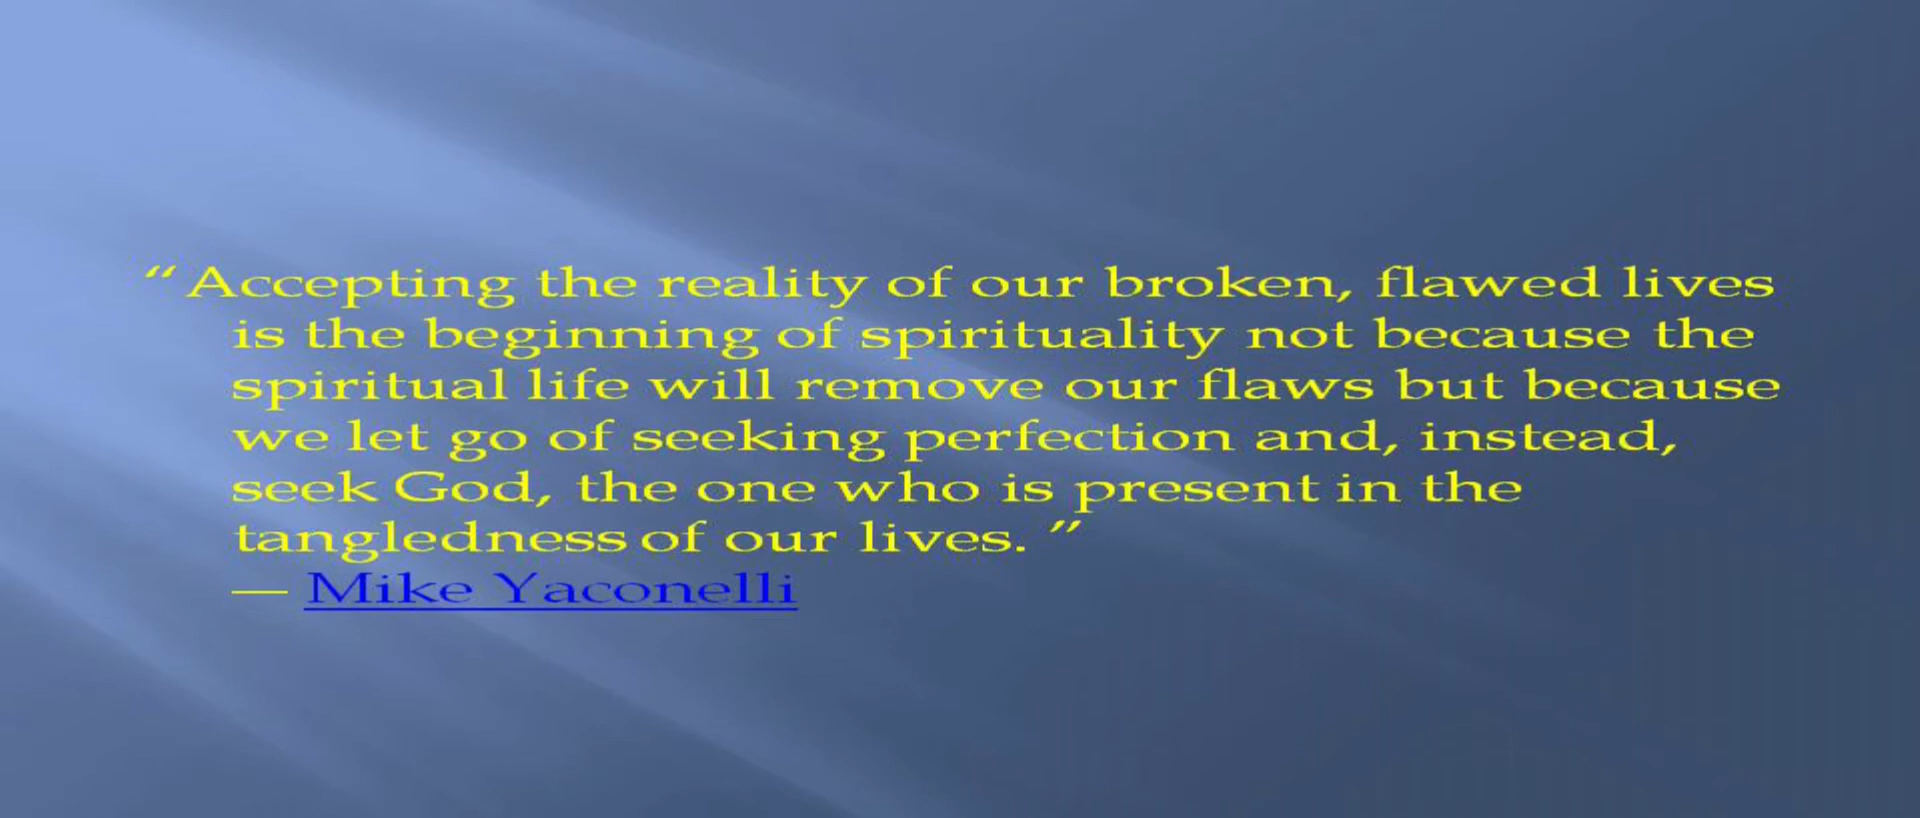 “Accepting the reality of our broken, flawed lives
is the beginning of spirituality not because the
spiritual life will remove our flaws but because
we let go of seeking perfection and, instead,
seek God, the one who is present in the
tangledness of our lives. ”
— Mike Yaconelli